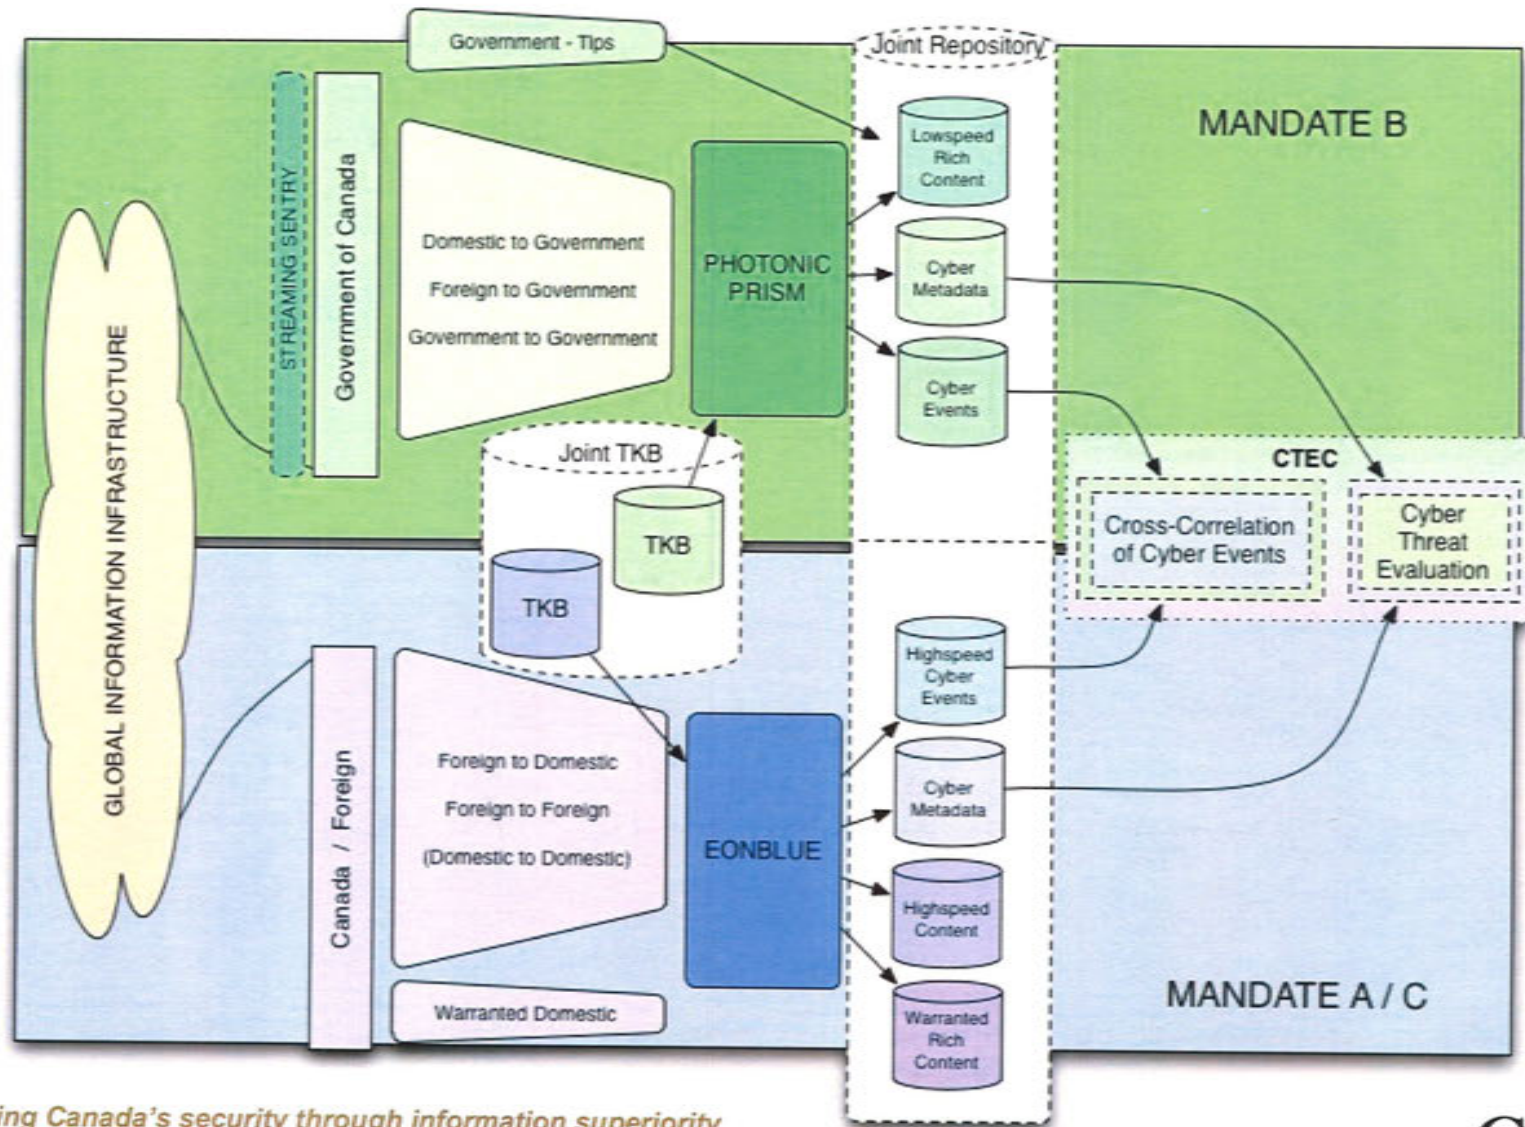 Government - Tips
Joint Repository
MANDATE B
STREAMING SENTRY
Government of Canada
Domestic to Government
Foreign to Government
Government to Government
PHOTONIC
PRISM
Lowspeed
Rich
Content
Cyber
Metadata
Cyber
Events
GLOBAL INFORMATION INFRASTRUCTURE
Joint TKB
TKB
TKB
CTEC
Cross-Correlation
of Cyber Events
Cyber
Threat
Evaluation
Canada / Foreign
Foreign to Domestic
Foreign to Foreign
(Domestic to Domestic)
Warranted Domestic
EONBLUE
Highspeed
Cyber
Events
Cyber
Metadata
Highspeed
Content
Warranted
Rich
Content
MANDATE A / C
ing Canada's security through information superiority